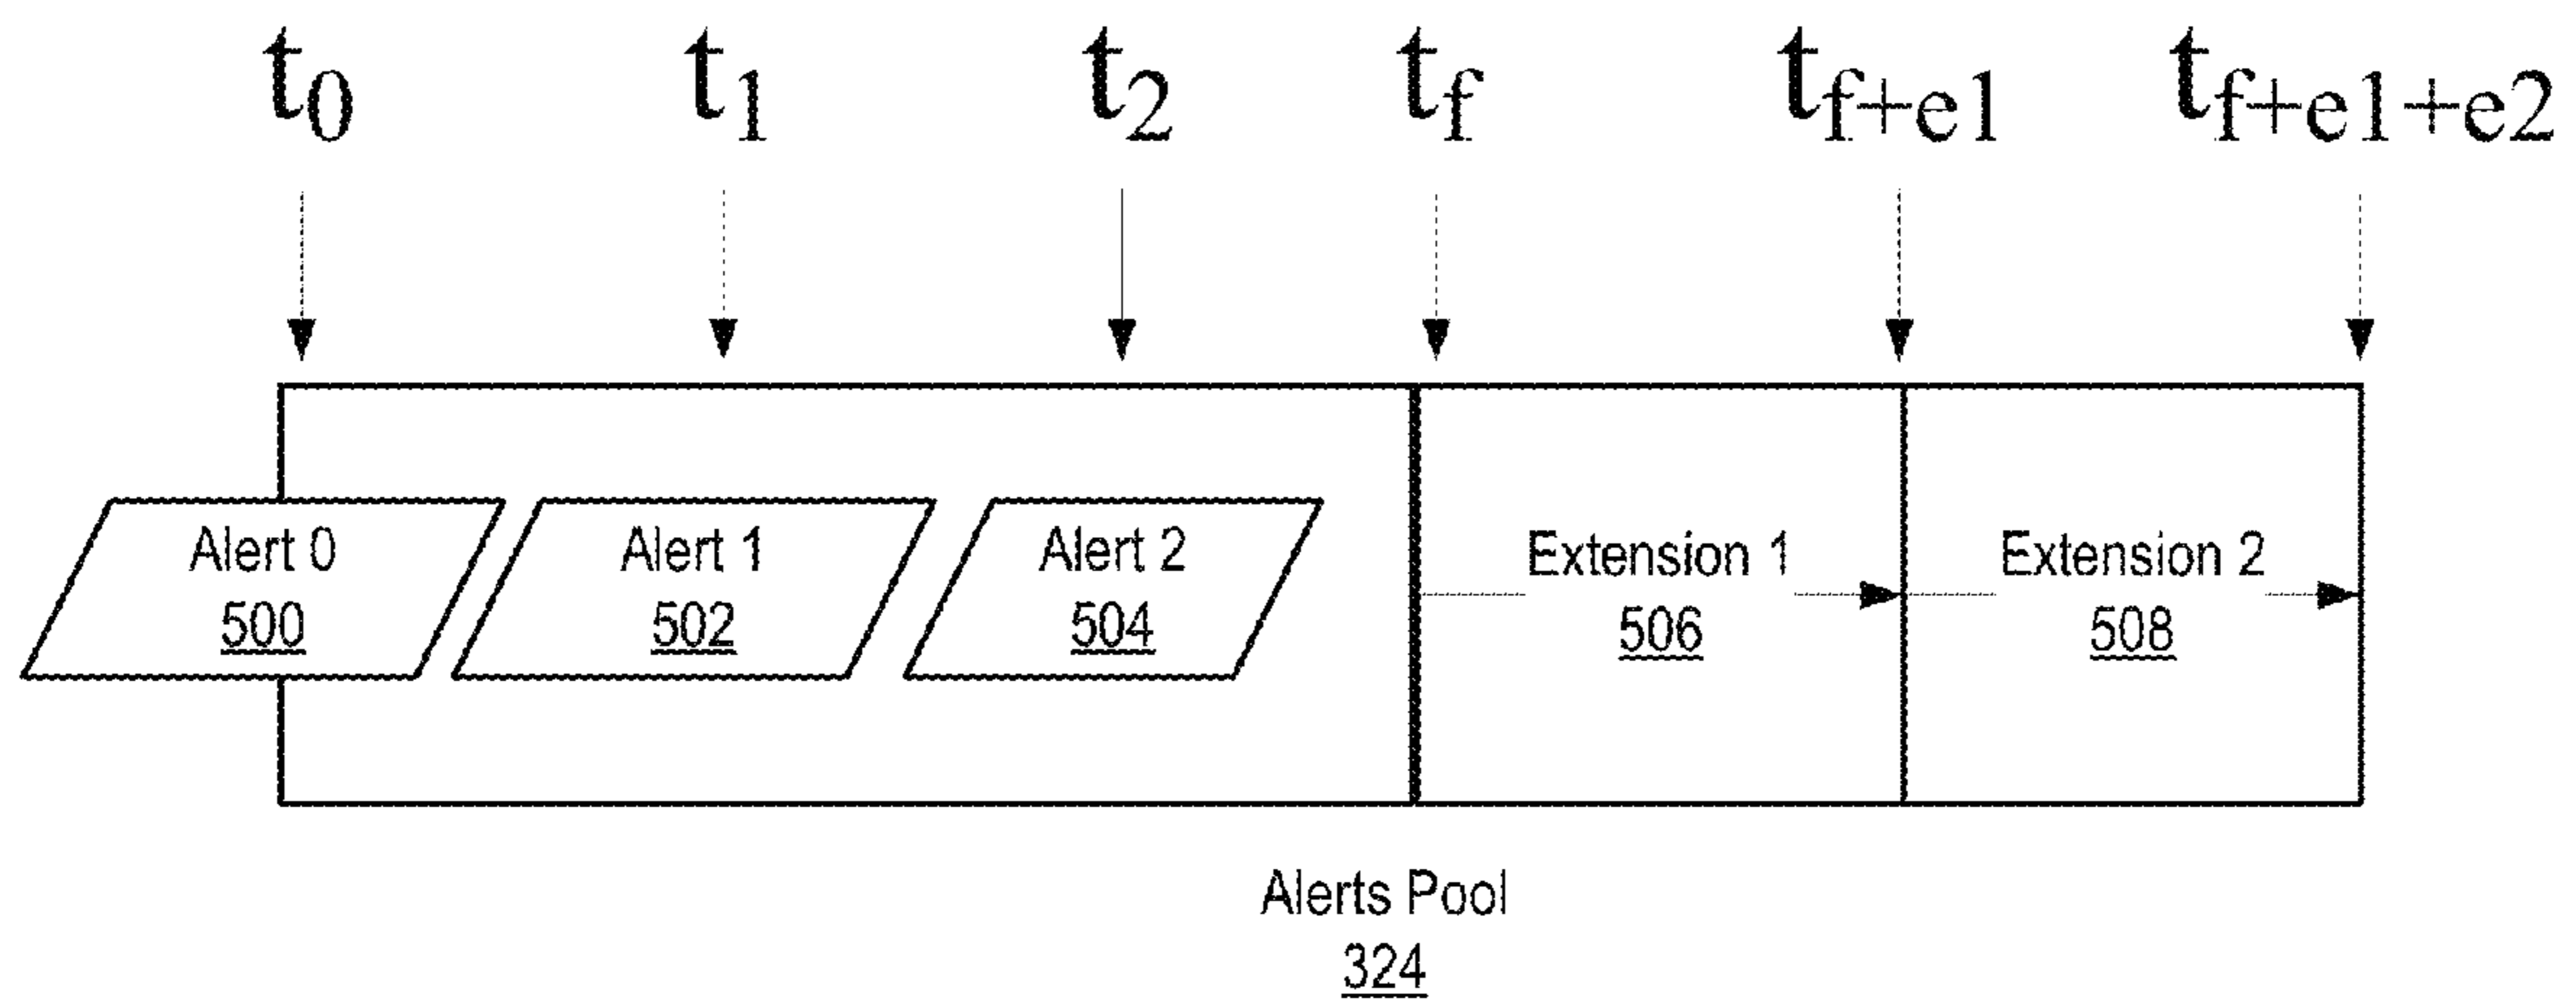 t0 t1 t2 tf tf+e1 tf+e1+e2
Alert 0
500
Alert 1
502
Alert 2
504
Extension 1
506
Extension 2
508
Alerts Pool
324